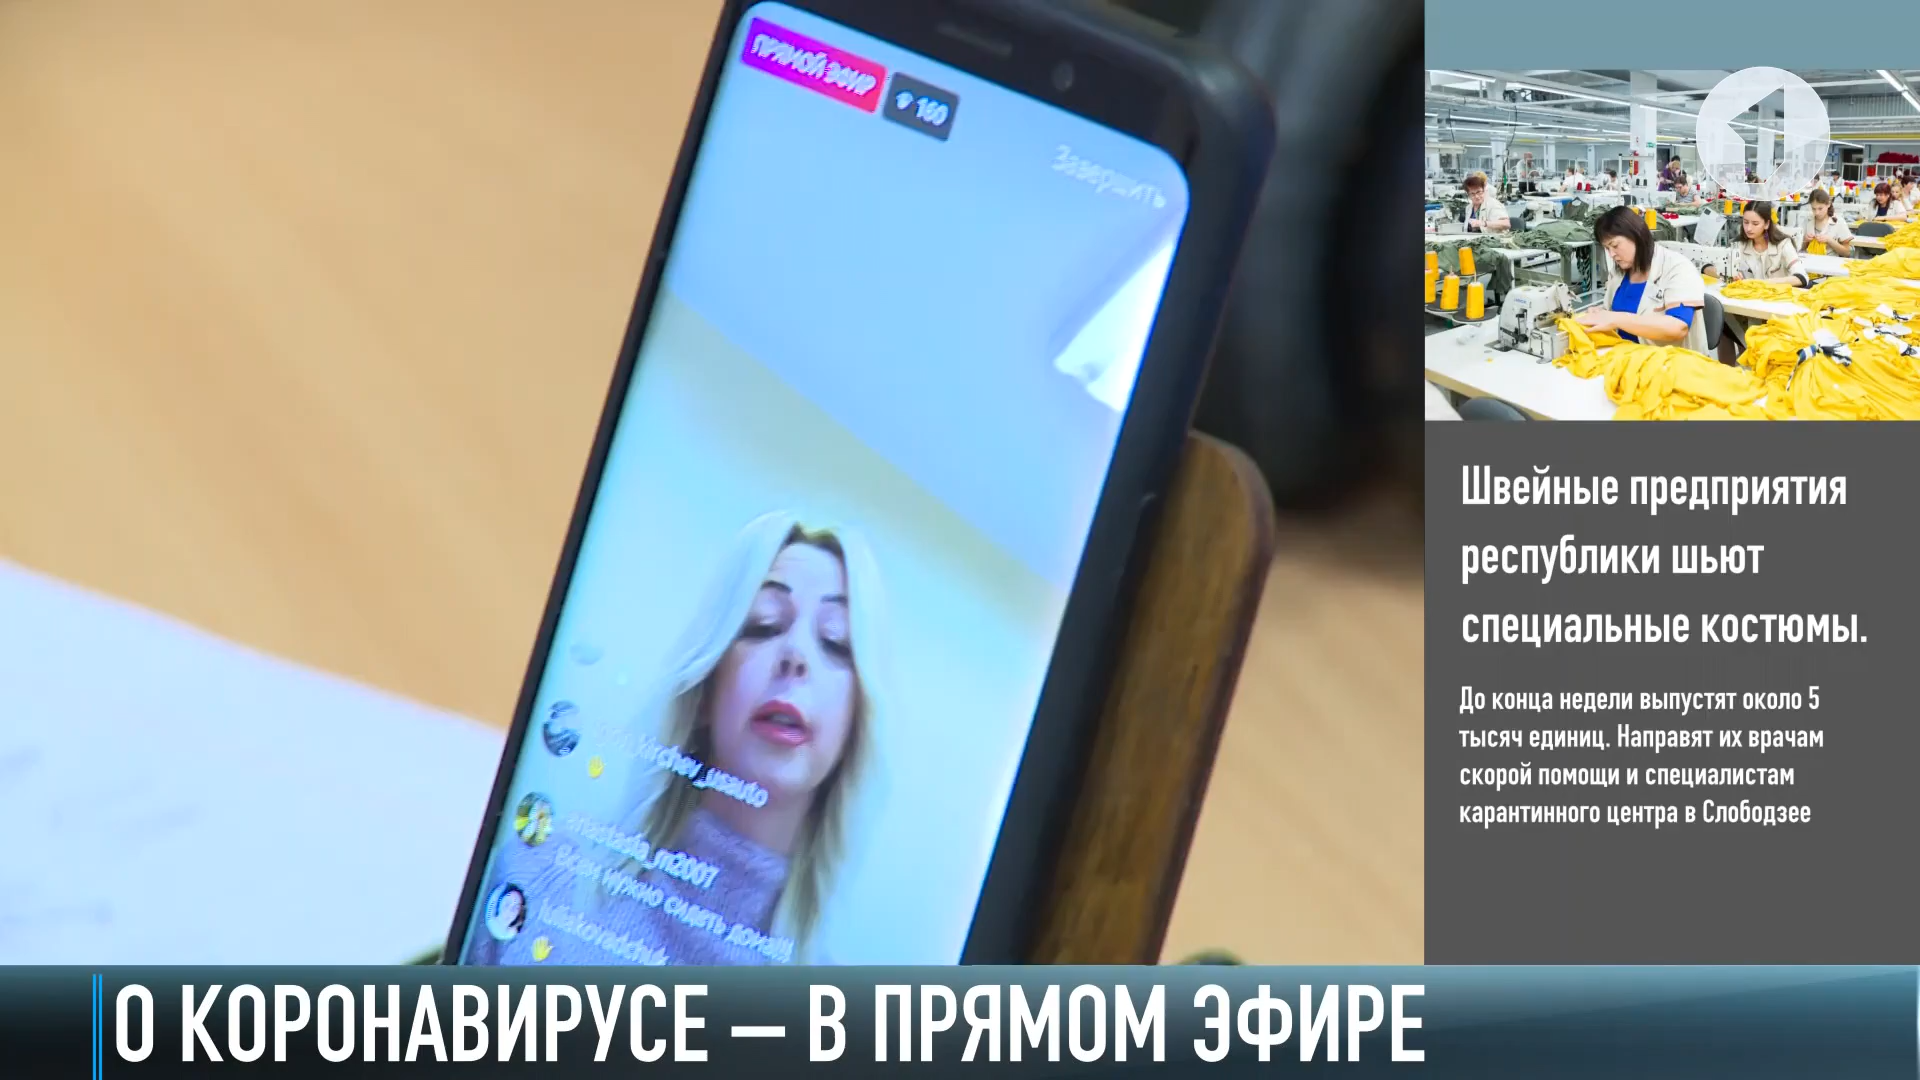 ПРЯМОЙ ЭФИР
160
Завершить
kirchev_usauto
anastasia_m2007
Всем нужно сидеть дома
Швейные предприятия
республики шьют
специальные костюмы.
До конца недели выпустят около 5
тысяч единиц. Направят их врачам
скорой помощи и специалистам
карантинного центра в Слободзее
О КОРОНАВИРУСЕ – В ПРЯМОМ ЭФИРЕ